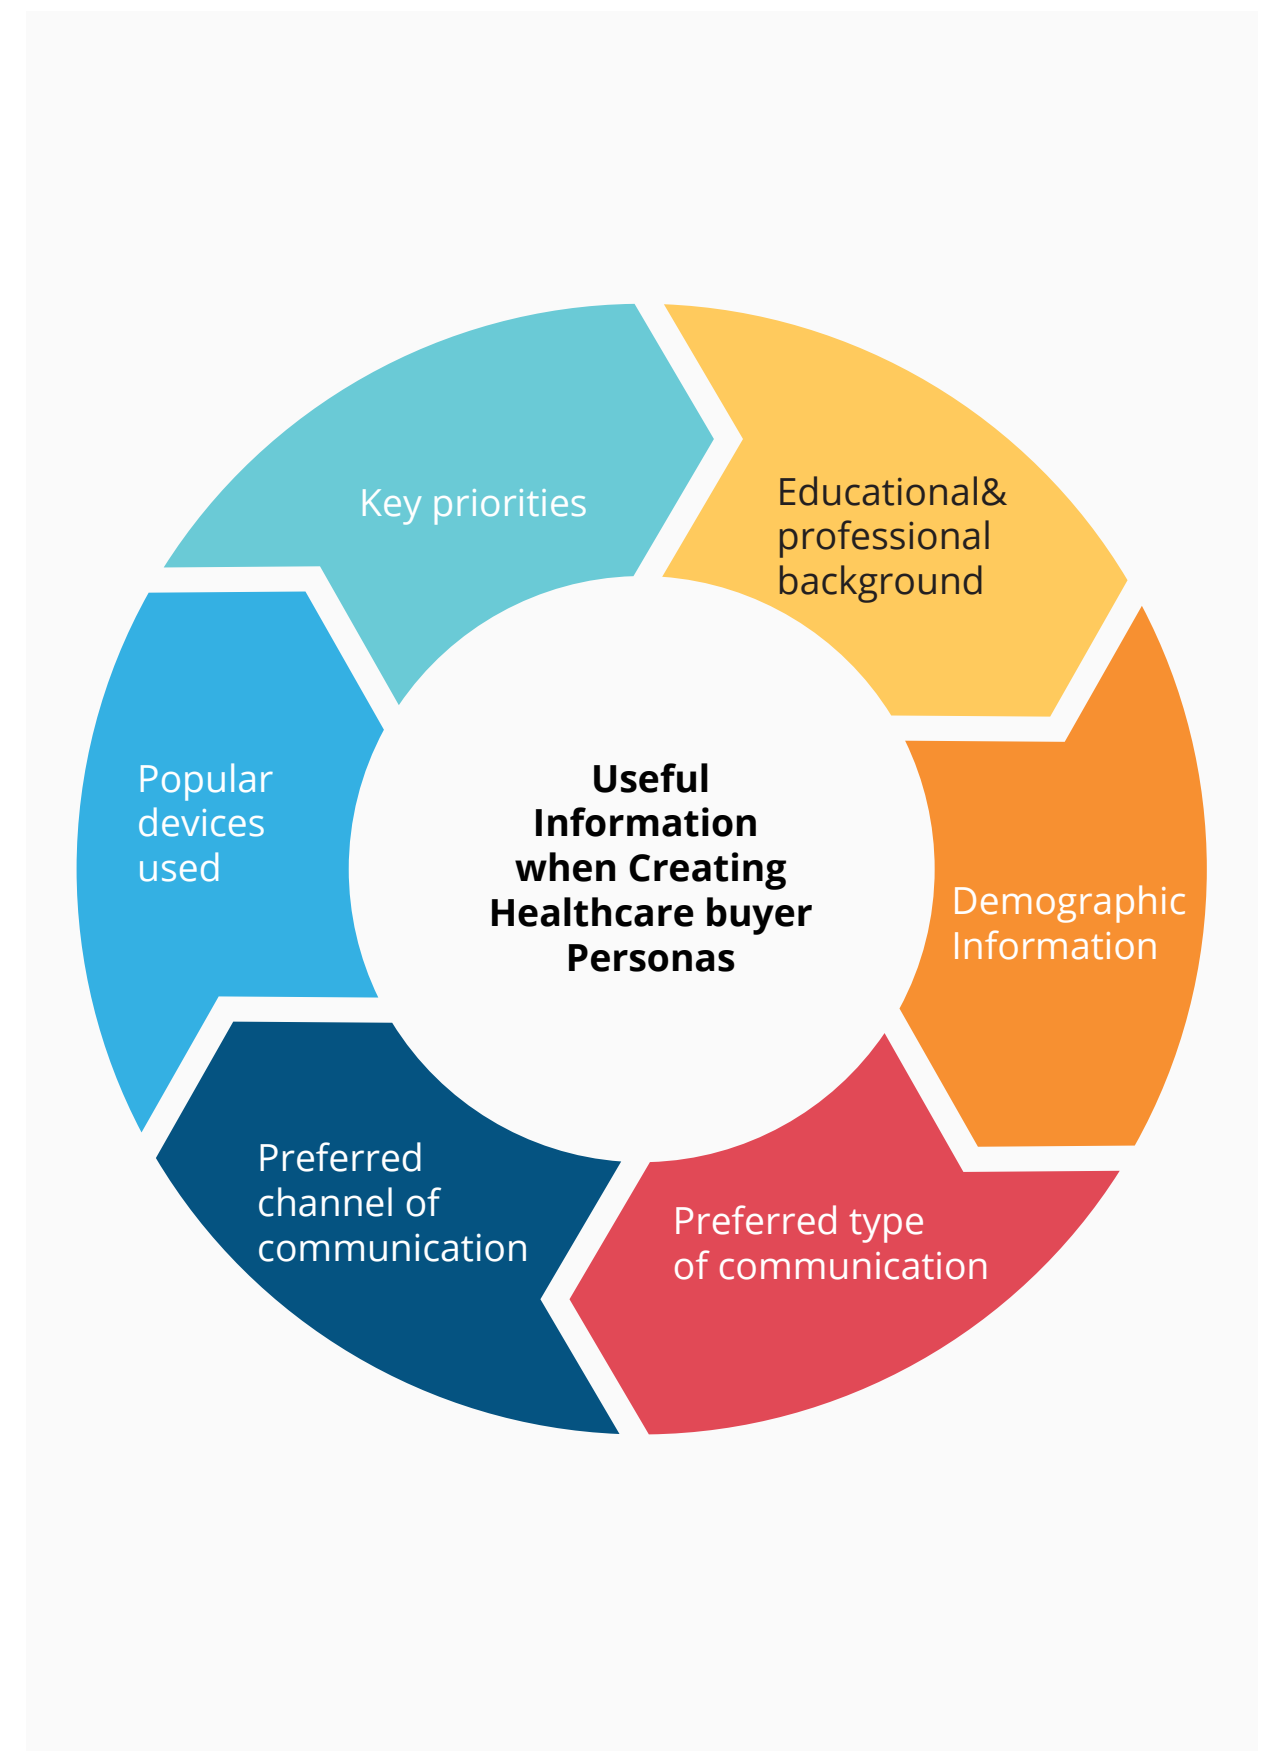 Key priorities
Educational&
professional
background
Popular
devices
used
Useful
Information
when Creating
Healthcare buyer
Personas
Demographic
Information
Preferred
channel of
communication
Preferred type
of communication